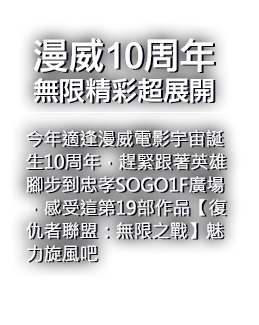 漫威10周年
無限精彩超展開
今年適逢漫威電影宇宙誕
生10周年，趕緊跟著英雄
腳步到忠孝SOGO1F廣場
，感受這第19部作品【復
仇者聯盟：無限之戰】魅
力旋風吧